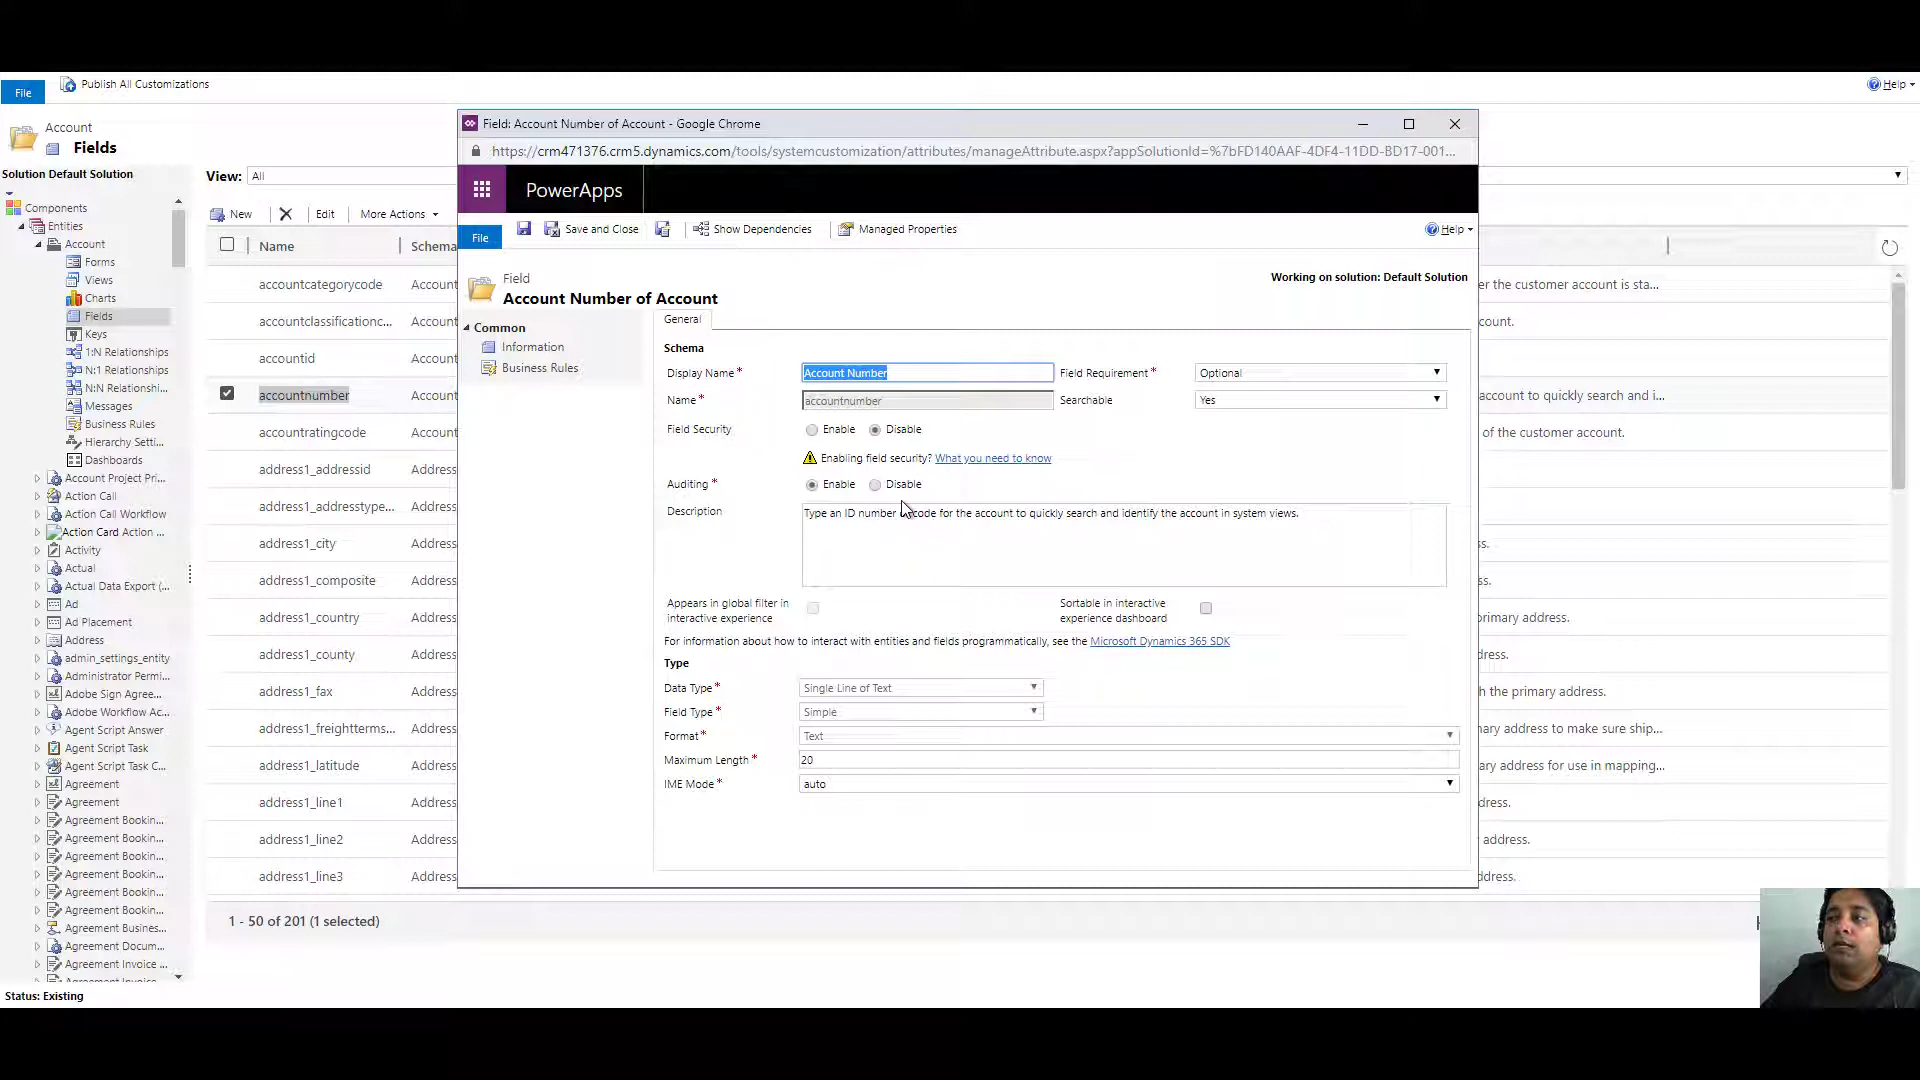 File
Publish All Customizations
Help
Account
Fields
Solution Default Solution
Components
Entities
Account
Forms
Views
Charts
Fields
Keys
1:N Relationships
N:1 Relationships
N:N Relationshi...
Messages
Business Rules
Hierarchy Setti...
Dashboards
Account Project Pri...
Action Call
Action Call Workflow
Action Card Action ...
Activity
Actual
Actual Data Export (...
Ad
Ad Placement
Address
admin_settings_entity
Administrator Permi...
Adobe Sign Agree...
Adobe Workflow Ac...
Agent Script Answer
Agent Script Task
Agent Script Task C...
Agreement
Agreement
Agreement Bookin...
Agreement Bookin...
Agreement Bookin...
Agreement Bookin...
Agreement Bookin...
Agreement Bookin...
Agreement Busines...
Agreement Docum...
Agreement Invoice ...
Agreement Invoice
Status: Existing
View: All
New Edit More Actions
Name Schema
accountcategorycode Account
accountclassificationc... Account
accountid Account
accountnumber Account
accountratingcode Account
address1_addressid Address
address1_addresstype... Address
address1_city Address
address1_composite Address
address1_country Address
address1_county Address
address1_fax Address
address1_freightterms... Address
address1_latitude Address
address1_line1 Address
address1_line2 Address
address1_line3 Address
1 - 50 of 201 (1 selected)
Field: Account Number of Account - Google Chrome
https://crm471376.crm5.dynamics.com/tools/systemcustomization/attributes/manageAttribute.aspx?appSolutionId=%7bFD140AAF-4DF4-11DD-BD17-001...
PowerApps
File
Save and Close
Show Dependencies
Managed Properties
Help
Field
Account Number of Account
Working on solution: Default Solution
Common
Information
Business Rules
General
Schema
Display Name* Account Number Field Requirement* Optional
Name* accountnumber Searchable Yes
Field Security Enable Disable
Enabling field security? What you need to know
Auditing* Enable Disable
Description Type an ID number code for the account to quickly search and identify the account in system views.
Appears in global filter in interactive experience
Sortable in interactive experience dashboard
For information about how to interact with entities and fields programmatically, see the Microsoft Dynamics 365 SDK
Type
Data Type* Single Line of Text
Field Type* Simple
Format* Text
Maximum Length* 20
IME Mode* auto
er the customer account is sta...
count.
account to quickly search and i...
of the customer account.
s.
ss.
primary address.
dress.
h the primary address.
nary address to make sure ship...
ary address for use in mapping...
dress.
address.
dress.